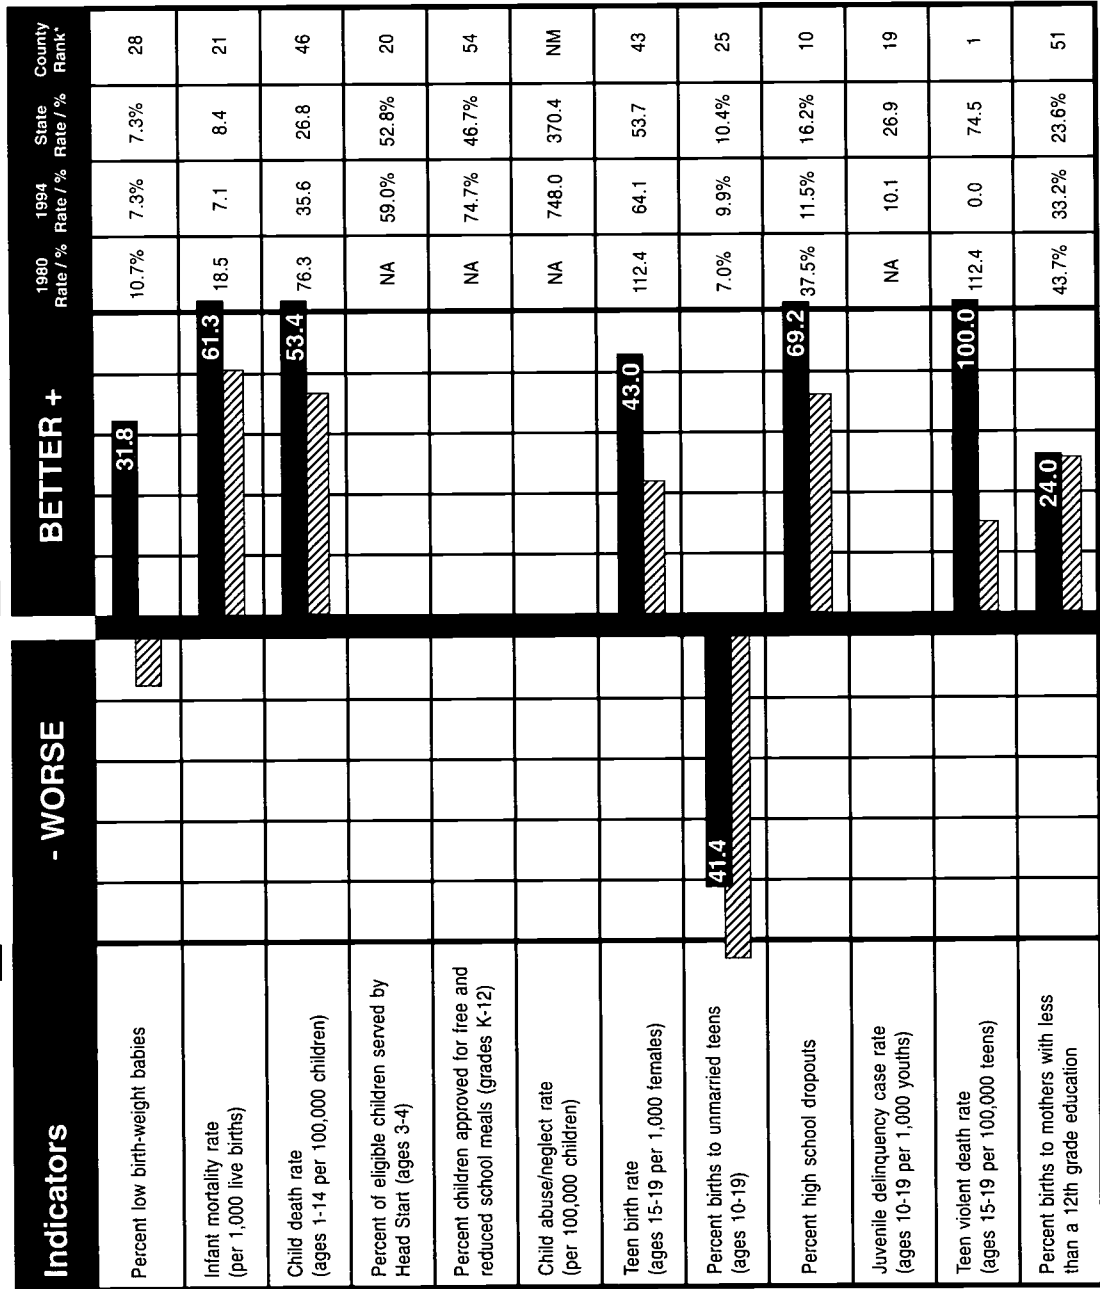 Indicators - WORSE BETTER + 1980 Rate / % 1994 Rate / % State Rate / % County Rank*
Percent low birth-weight babies 31.8 10.7% 7.3% 7.3% 28
Infant mortality rate
(per 1,000 live births) 61.3 18.5 7.1 8.4 21
Child death rate
(ages 1-14 per 100,000 children) 53.4 76.3 35.6 26.8 46
Percent of eligible children served by
Head Start (ages 3-4) NA 59.0% 52.8% 20
Percent children approved for free and
reduced school meals (grades K-12) NA 74.7% 46.7% 54
Child abuse/neglect rate
(per 100,000 children) NA 748.0 370.4 NM
Teen birth rate
(ages 15-19 per 1,000 females) 43.0 112.4 64.1 53.7 43
Percent births to unmarried teens
(ages 10-19) 41.4 7.0% 9.9% 10.4% 25
Percent high school dropouts 69.2 37.5% 11.5% 16.2% 10
Juvenile delinquency case rate
(ages 10-19 per 1,000 youths) NA 10.1 26.9 19
Teen violent death rate
(ages 15-19 per 100,000 teens) 100.0 112.4 0.0 74.5 1
Percent births to mothers with less
than a 12th grade education 24.0 43.7% 33.2% 23.6% 51